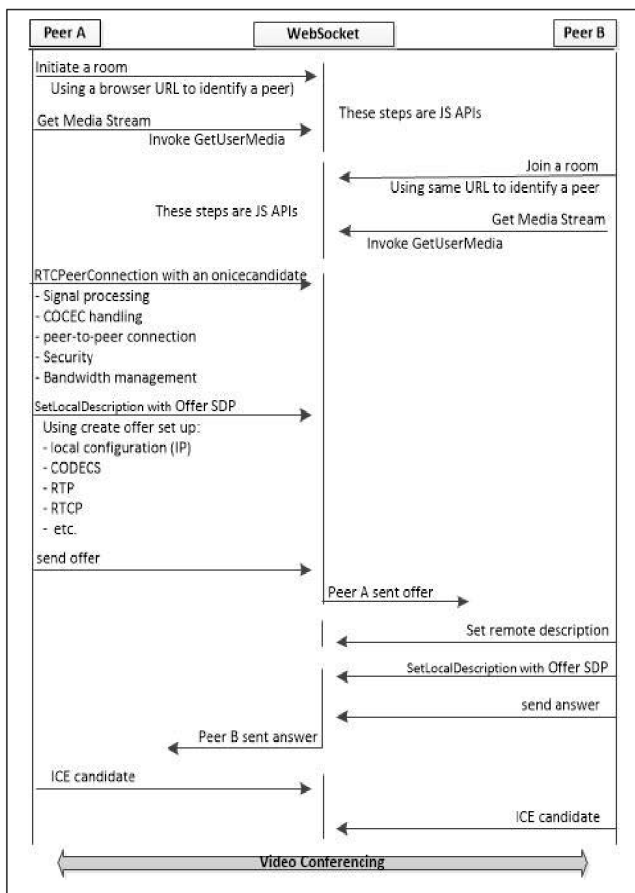 Peer A
WebSocket
Peer B
Initiate a room
Using a browser URL to identify a peer)
These steps are JS APIs
Get Media Stream
Invoke GetUserMedia
Join a room
Using same URL to identify a peer
These steps are JS APIs
Get Media Stream
Invoke GetUserMedia
RTCPeerConnection with an onicecandidate
- Signal processing
- COCEC handling
- peer-to-peer connection
- Security
- Bandwidth management
SetLocalDescription with Offer SDP
Using create offer set up:
- local configuration (IP)
- CODECS
- RTP
- RTCP
- etc.
send offer
Peer A sent offer
Set remote description
SetLocalDescription with Offer SDP
send answer
Peer B sent answer
ICE candidate
ICE candidate
Video Conferencing